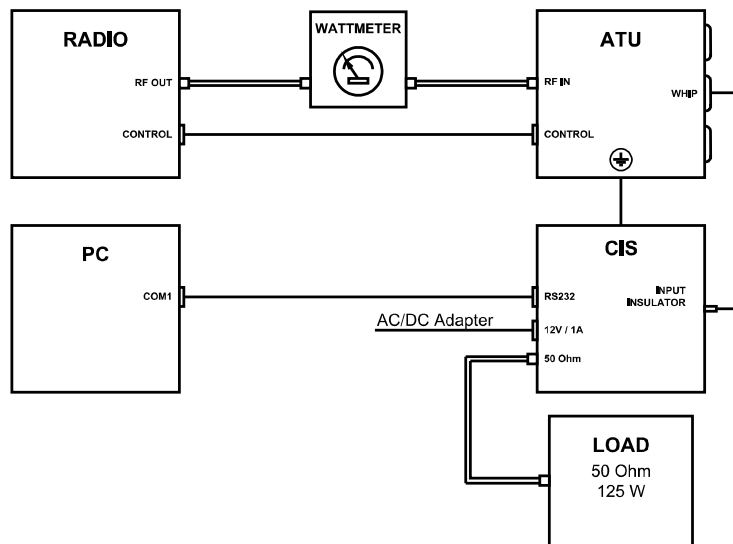 RADIO
WATTMETER
ATU
RF OUT
RF IN
WHIP
CONTROL
CONTROL
PC
CIS
COM1
RS232
INPUT
INSULATOR
AC/DC Adapter
12V / 1A
50 Ohm
LOAD
50 Ohm
125 W